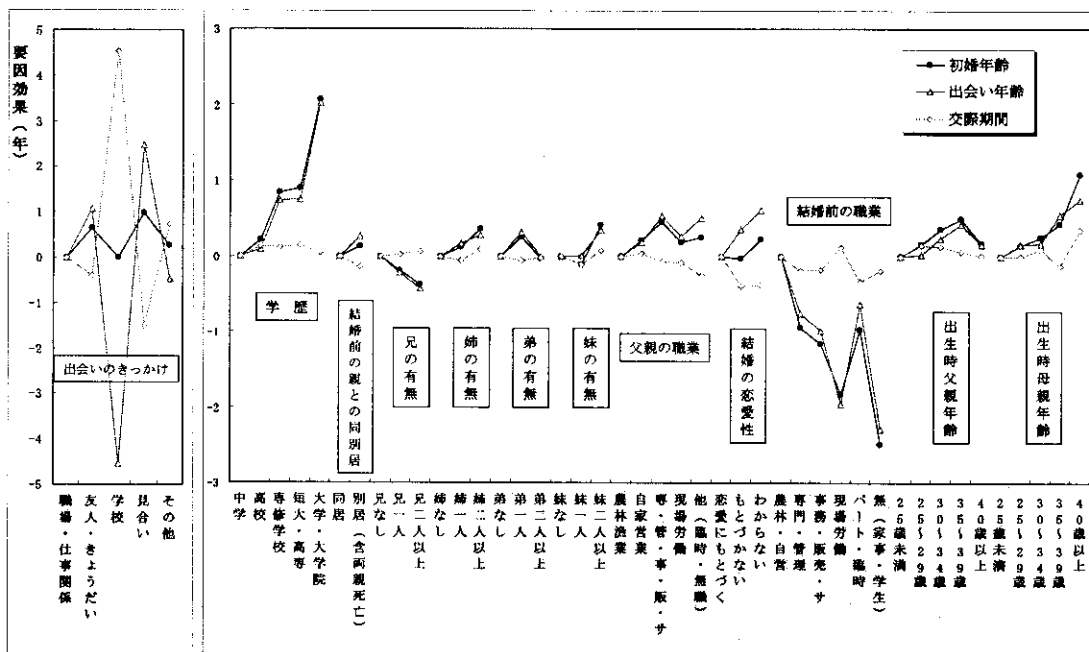 要因効果(年)
5
4
3
2
1
0
-1
-2
-3
-4
-5
出会いのきっかけ
職場・仕事関係
友人・きょうだい
学校
見合い
その他
3
2
1
0
-1
-2
-3
初婚年齢
出会い年齢
交際期間
学歴
結婚前の親との同別居
兄の有無
姉の有無
弟の有無
妹の有無
父親の職業
結婚の恋愛性
結婚前の職業
出生時父親年齢
出生時母親年齢
中学
高校
専修学校
短大・高専
大学・大学院
同居
別居(含両親死亡)
兄なし
兄一人
兄二人以上
姉なし
姉一人
姉二人以上
弟なし
弟一人
弟二人以上
妹なし
妹一人
妹二人以上
農林漁業
自家営業
専・管・事・販・サ
現場労働
他(臨時・無職)
恋愛にもとづく
もとづかない
わからない
農林・自営
専門・管理
事務・販売・サ
現場労働
パート・臨時
無(家事・学生)
25歳未満
25~29歳
30~34歳
35~39歳
40歳以上
25歳未満
25~29歳
30~34歳
35~39歳
40歳以上